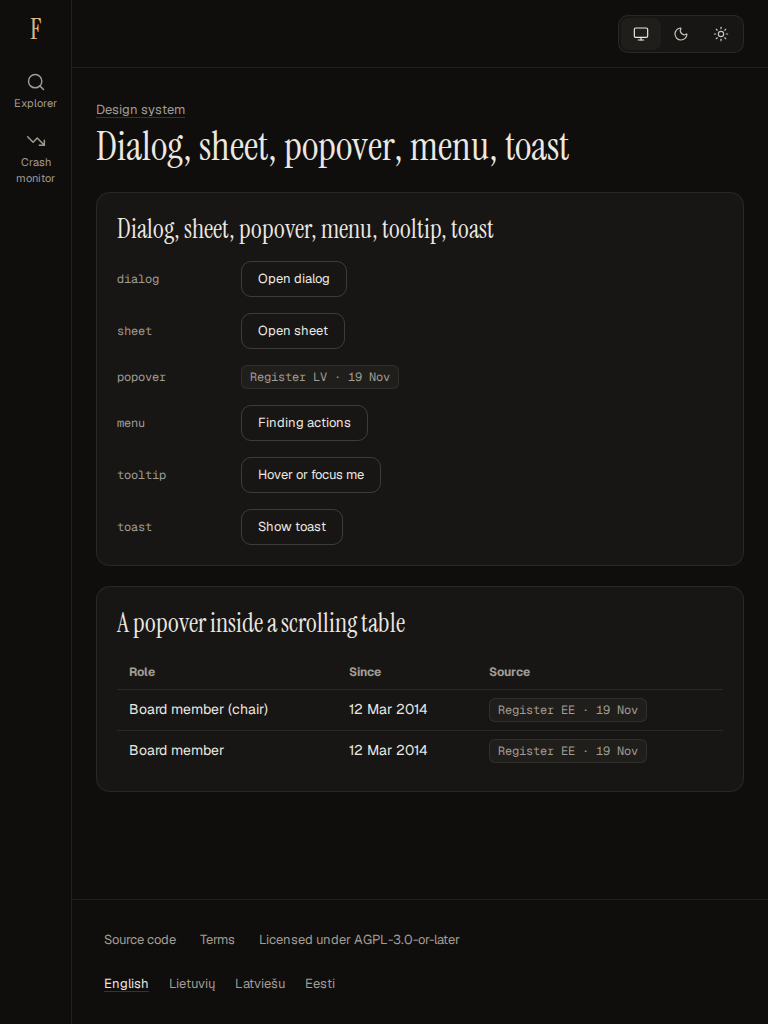 F
Explorer
Crash
monitor
Design system
Dialog, sheet, popover, menu, toast
Dialog, sheet, popover, menu, tooltip, toast
dialog Open dialog
sheet Open sheet
popover Register LV · 19 Nov
menu Finding actions
tooltip Hover or focus me
toast Show toast
A popover inside a scrolling table
Role Since Source
Board member (chair) 12 Mar 2014 Register EE · 19 Nov
Board member 12 Mar 2014 Register EE · 19 Nov
Source code Terms Licensed under AGPL-3.0-or-later
English Lietuvių Latviešu Eesti